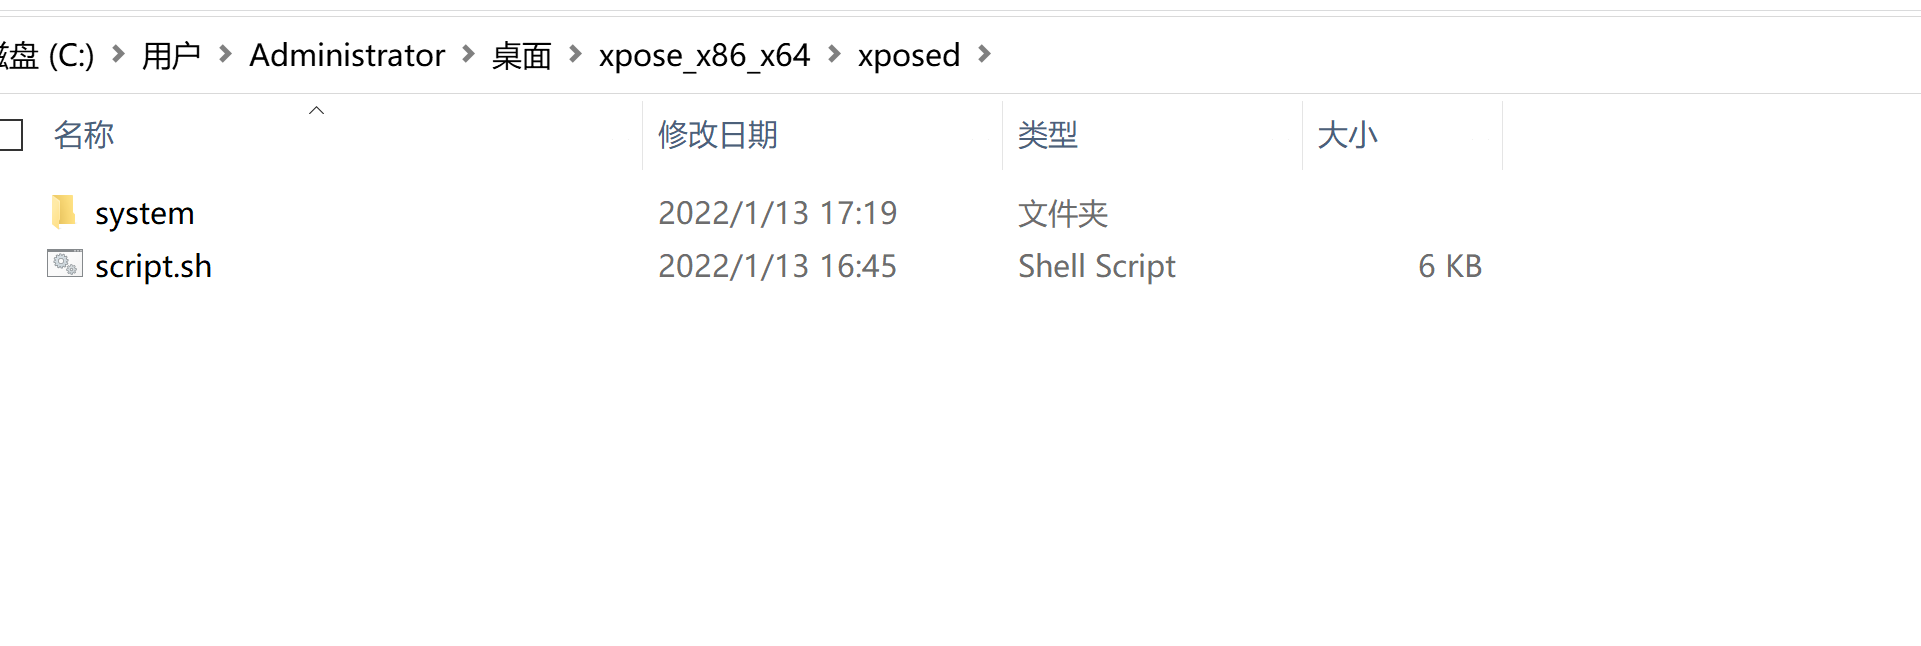 盘 (C:) > 用户 > Administrator > 桌面 > xpose_x86_x64 > xposed >
名称 修改日期 类型 大小
system 2022/1/13 17:19 文件夹
script.sh 2022/1/13 16:45 Shell Script 6 KB